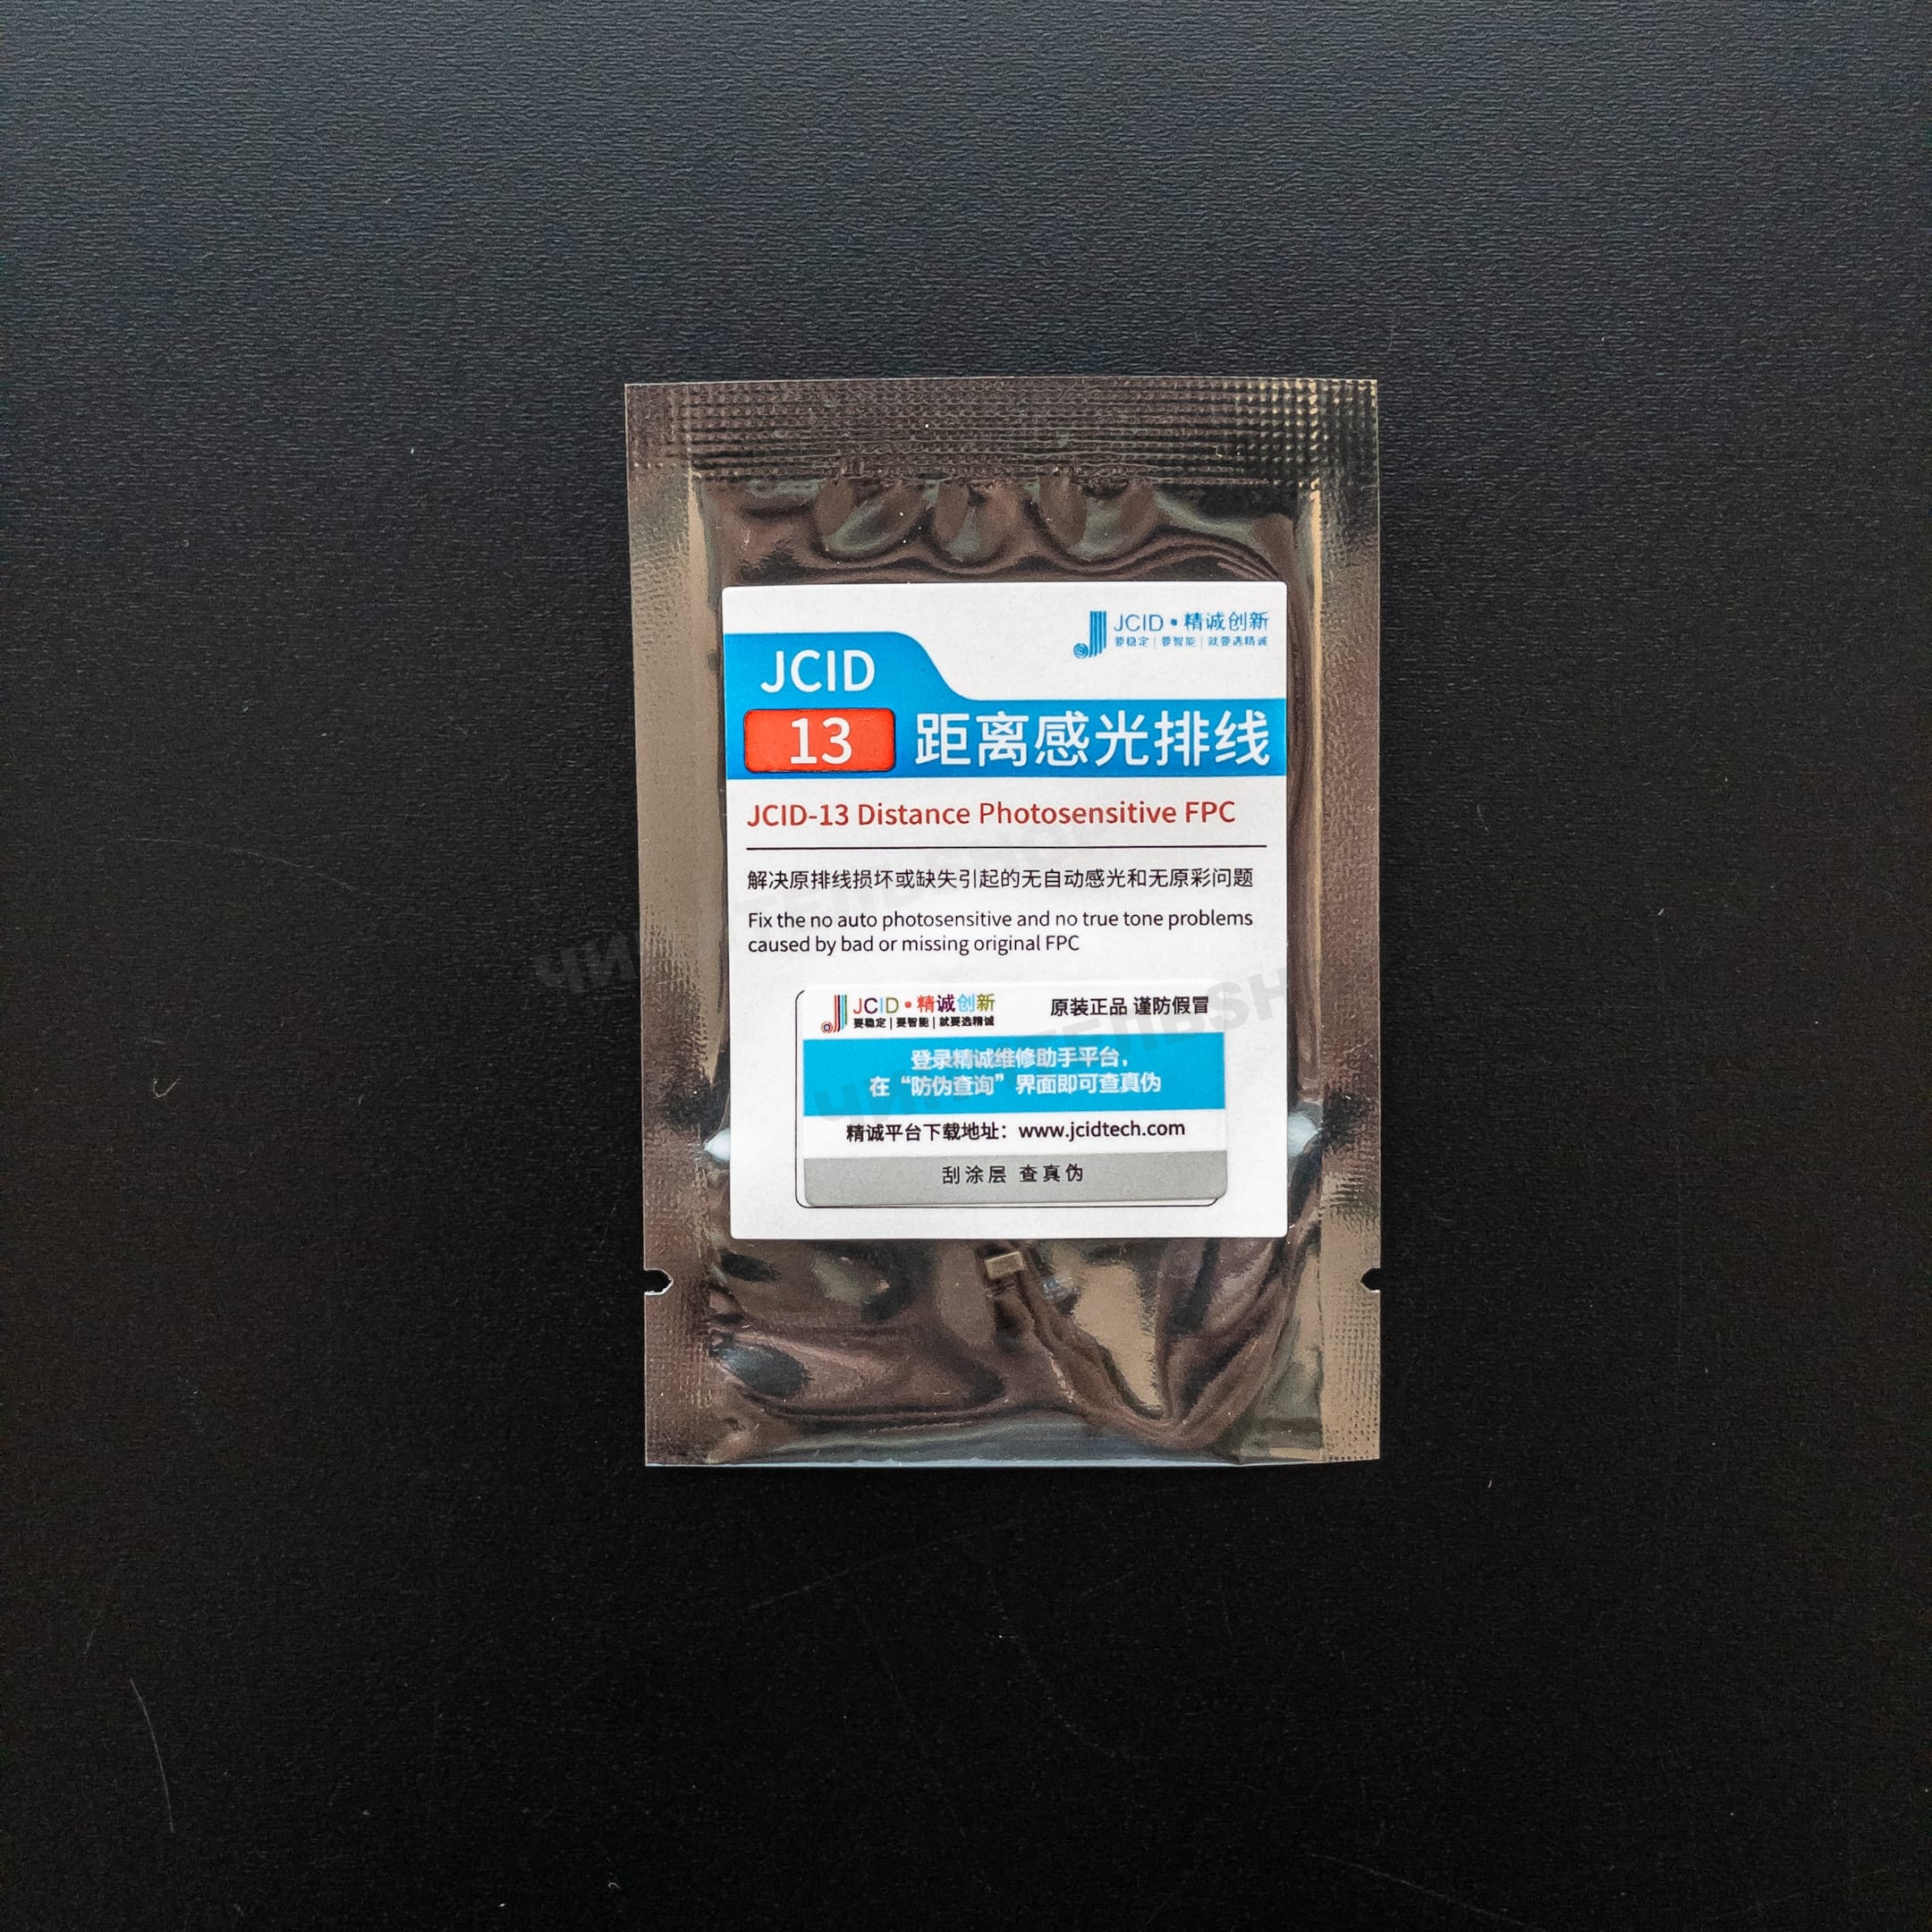 JCID • 精诚创新
要稳定 | 要智能 | 就要选精诚
JCID
13 距离感光排线
JCID-13 Distance Photosensitive FPC
解决原排线损坏或缺失引起的无自动感光和无原彩问题
Fix the no auto photosensitive and no true tone problems
caused by bad or missing original FPC
JCID • 精诚创新 原装正品 谨防假冒
要稳定 | 要智能 | 就要选精诚
登录精诚维修助手平台，
在“防伪查询”界面即可查真伪
精诚平台下载地址：www.jcidtech.com
刮涂层 查真伪